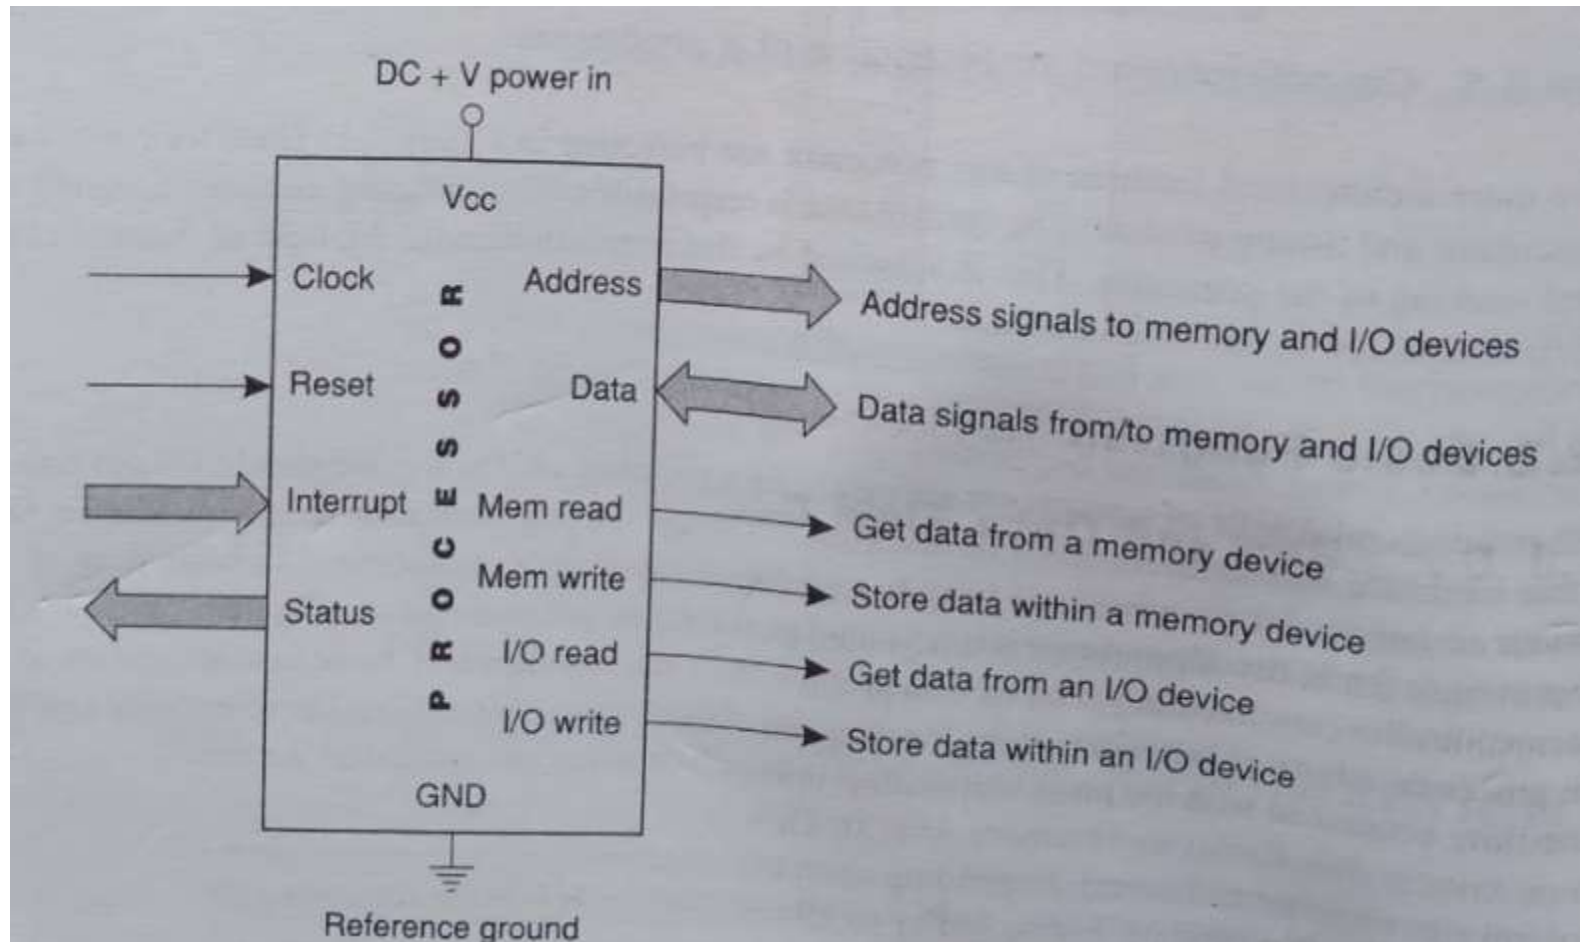 DC + V power in
Vcc
Clock
Address
Address signals to memory and I/O devices
Reset
Data
Data signals from/to memory and I/O devices
Interrupt
Mem read
Get data from a memory device
Mem write
Store data within a memory device
Status
I/O read
Get data from an I/O device
I/O write
Store data within an I/O device
PROCESSOR
GND
Reference ground